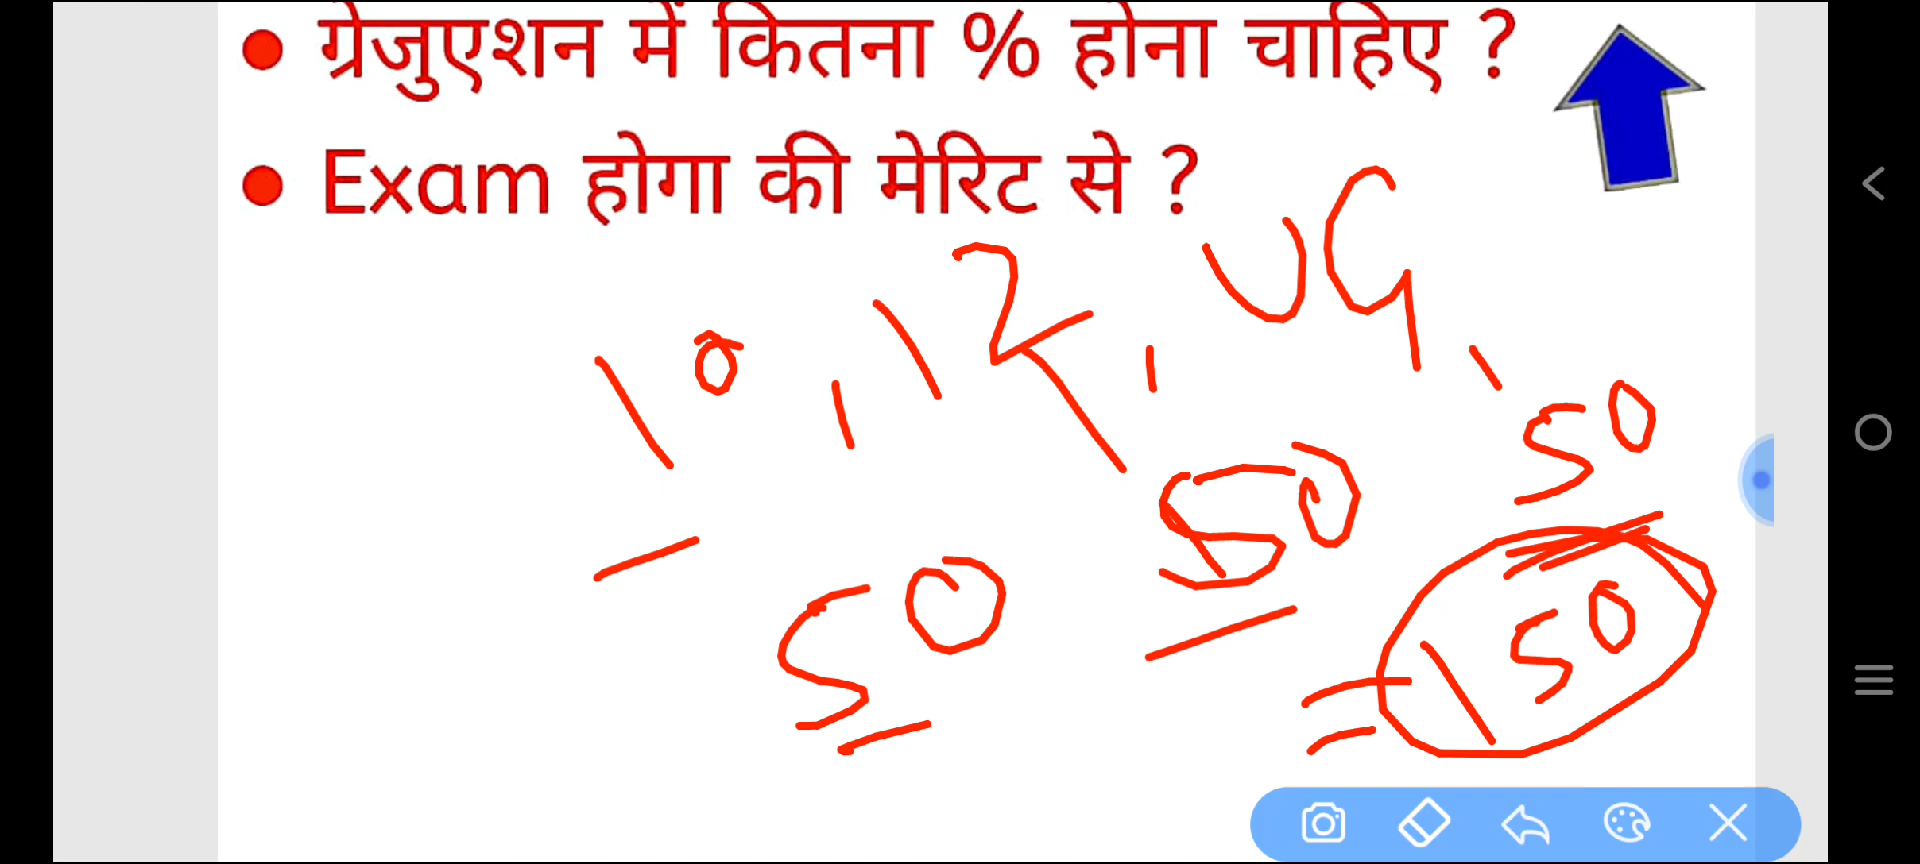 • ग्रेजुएशन में कितना % होना चाहिए ?
• Exam होगा की मेरिट से ?
10, 12, UG, 50
50 50
= 150